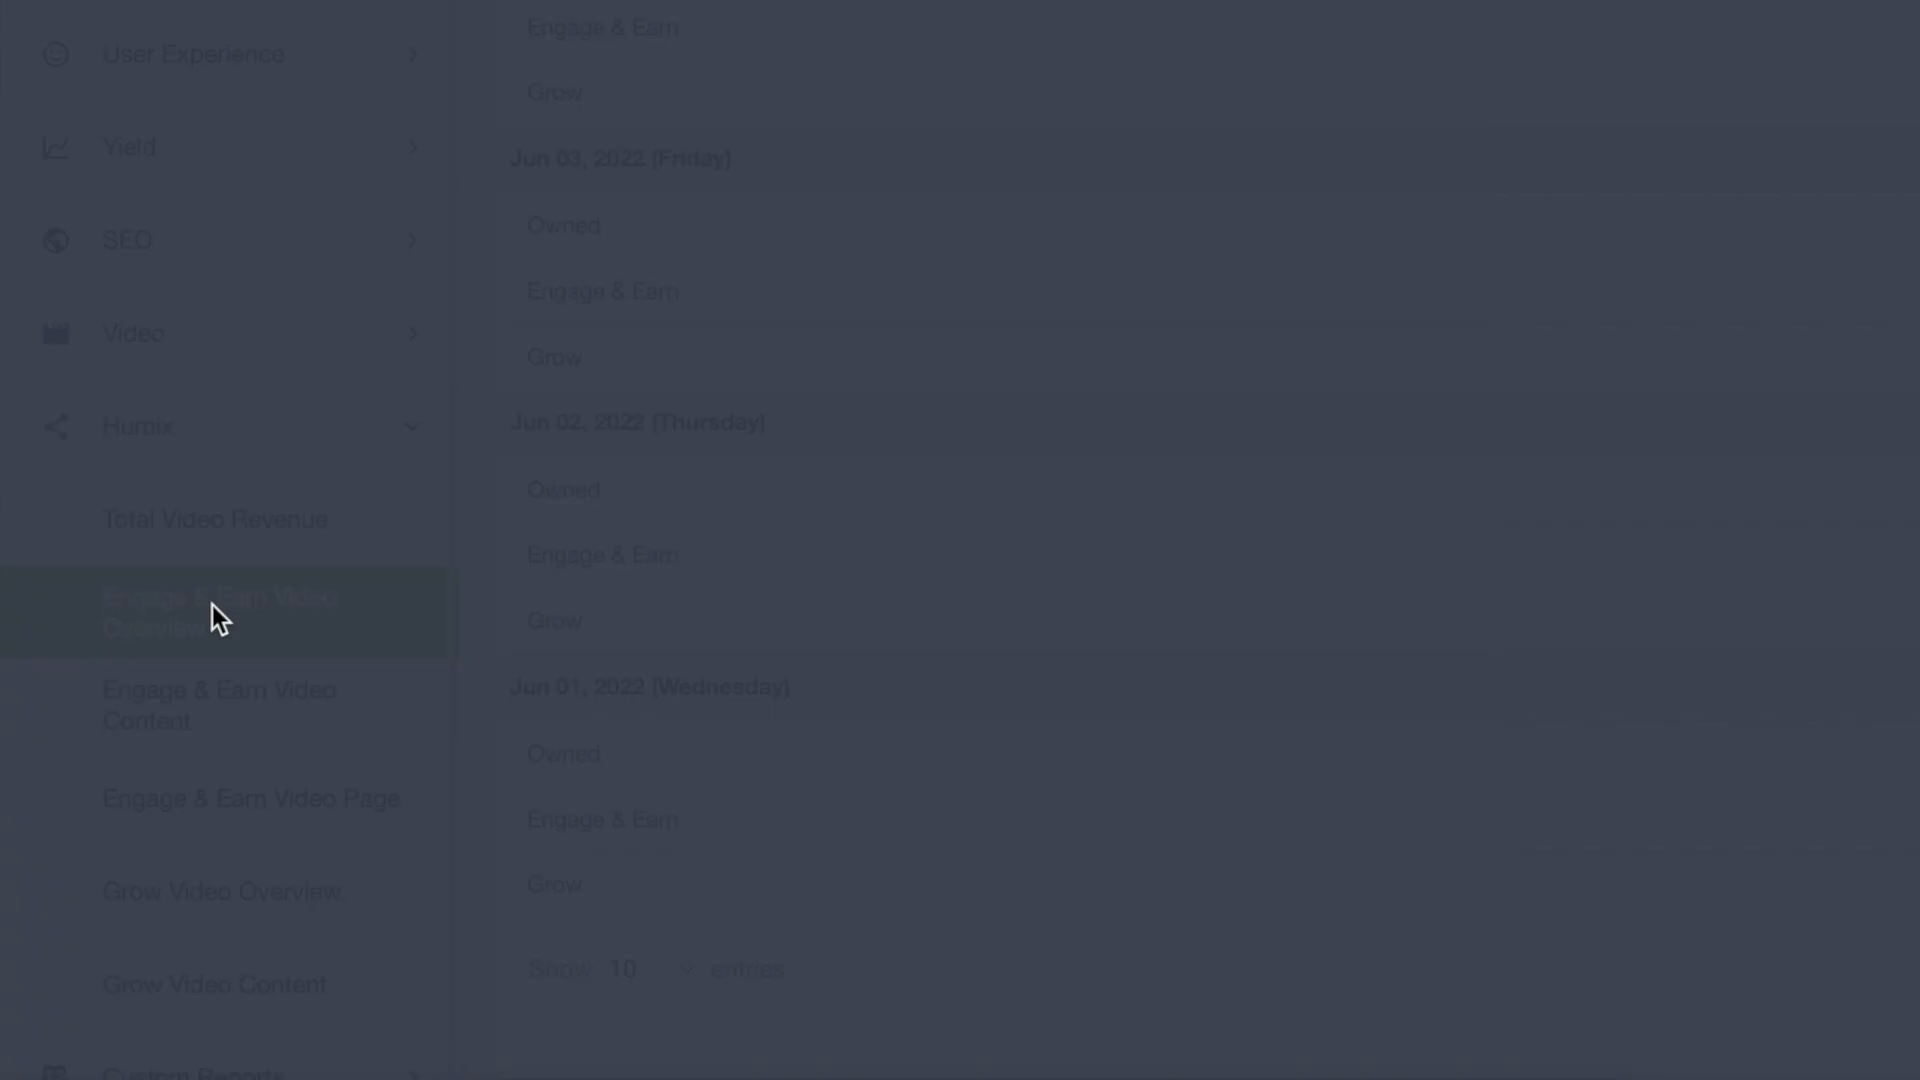 User Experience
Yield
SEO
Video
Humix
Total Video Revenue
Engage & Earn Video
Overview
Engage & Earn Video
Content
Engage & Earn Video Page
Grow Video Overview
Grow Video Content
Custom Reports
Engage & Earn
Grow
Jun 03, 2022 (Friday)
Owned
Engage & Earn
Grow
Jun 02, 2022 (Thursday)
Owned
Engage & Earn
Grow
Jun 01, 2022 (Wednesday)
Owned
Engage & Earn
Grow
Show 10 entries